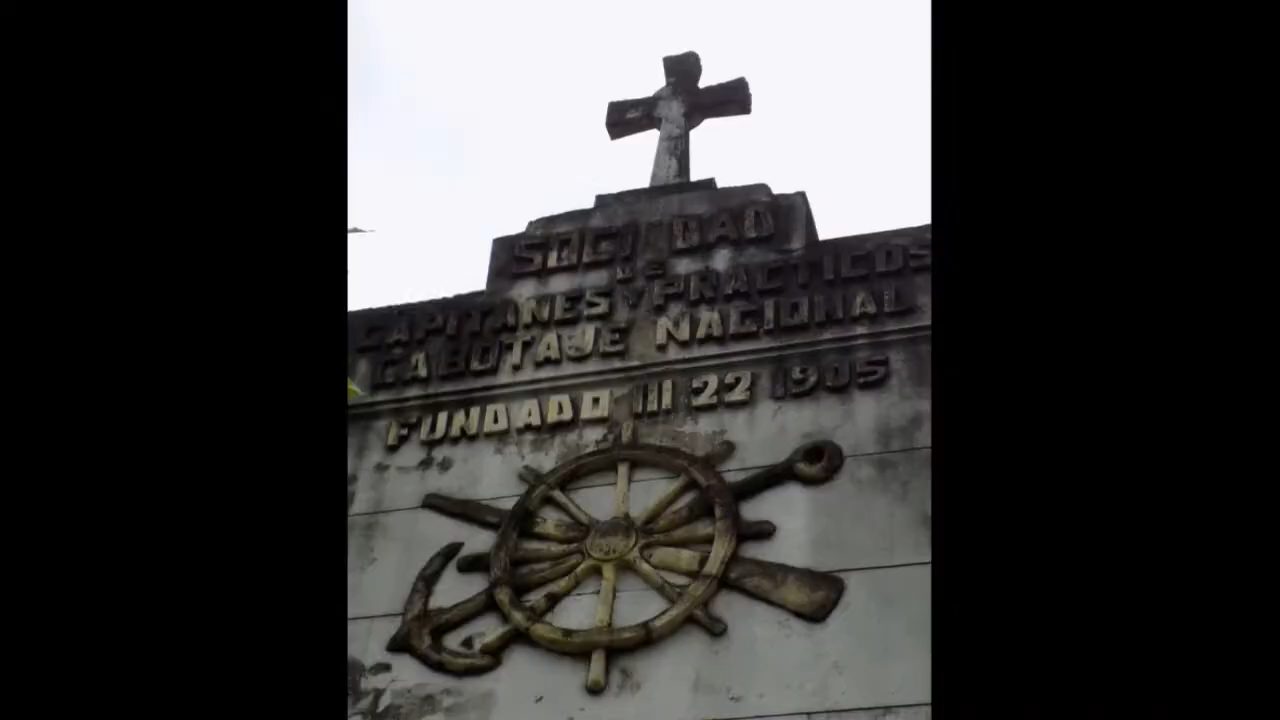 SOCIEDAD
DE
CAPITANES Y PRACTICOS
CABOTAJE NACIONAL
FUNDADO III 22 1905